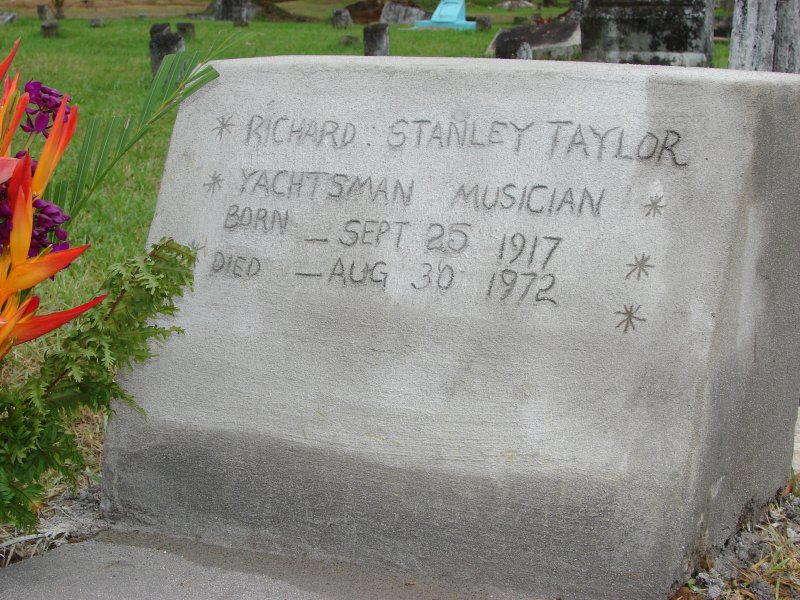 * RICHARD : STANLEY TAYLOR
* YACHTSMAN MUSICIAN *
BORN — SEPT 25 1917 *
DIED — AUG 30 1972 *